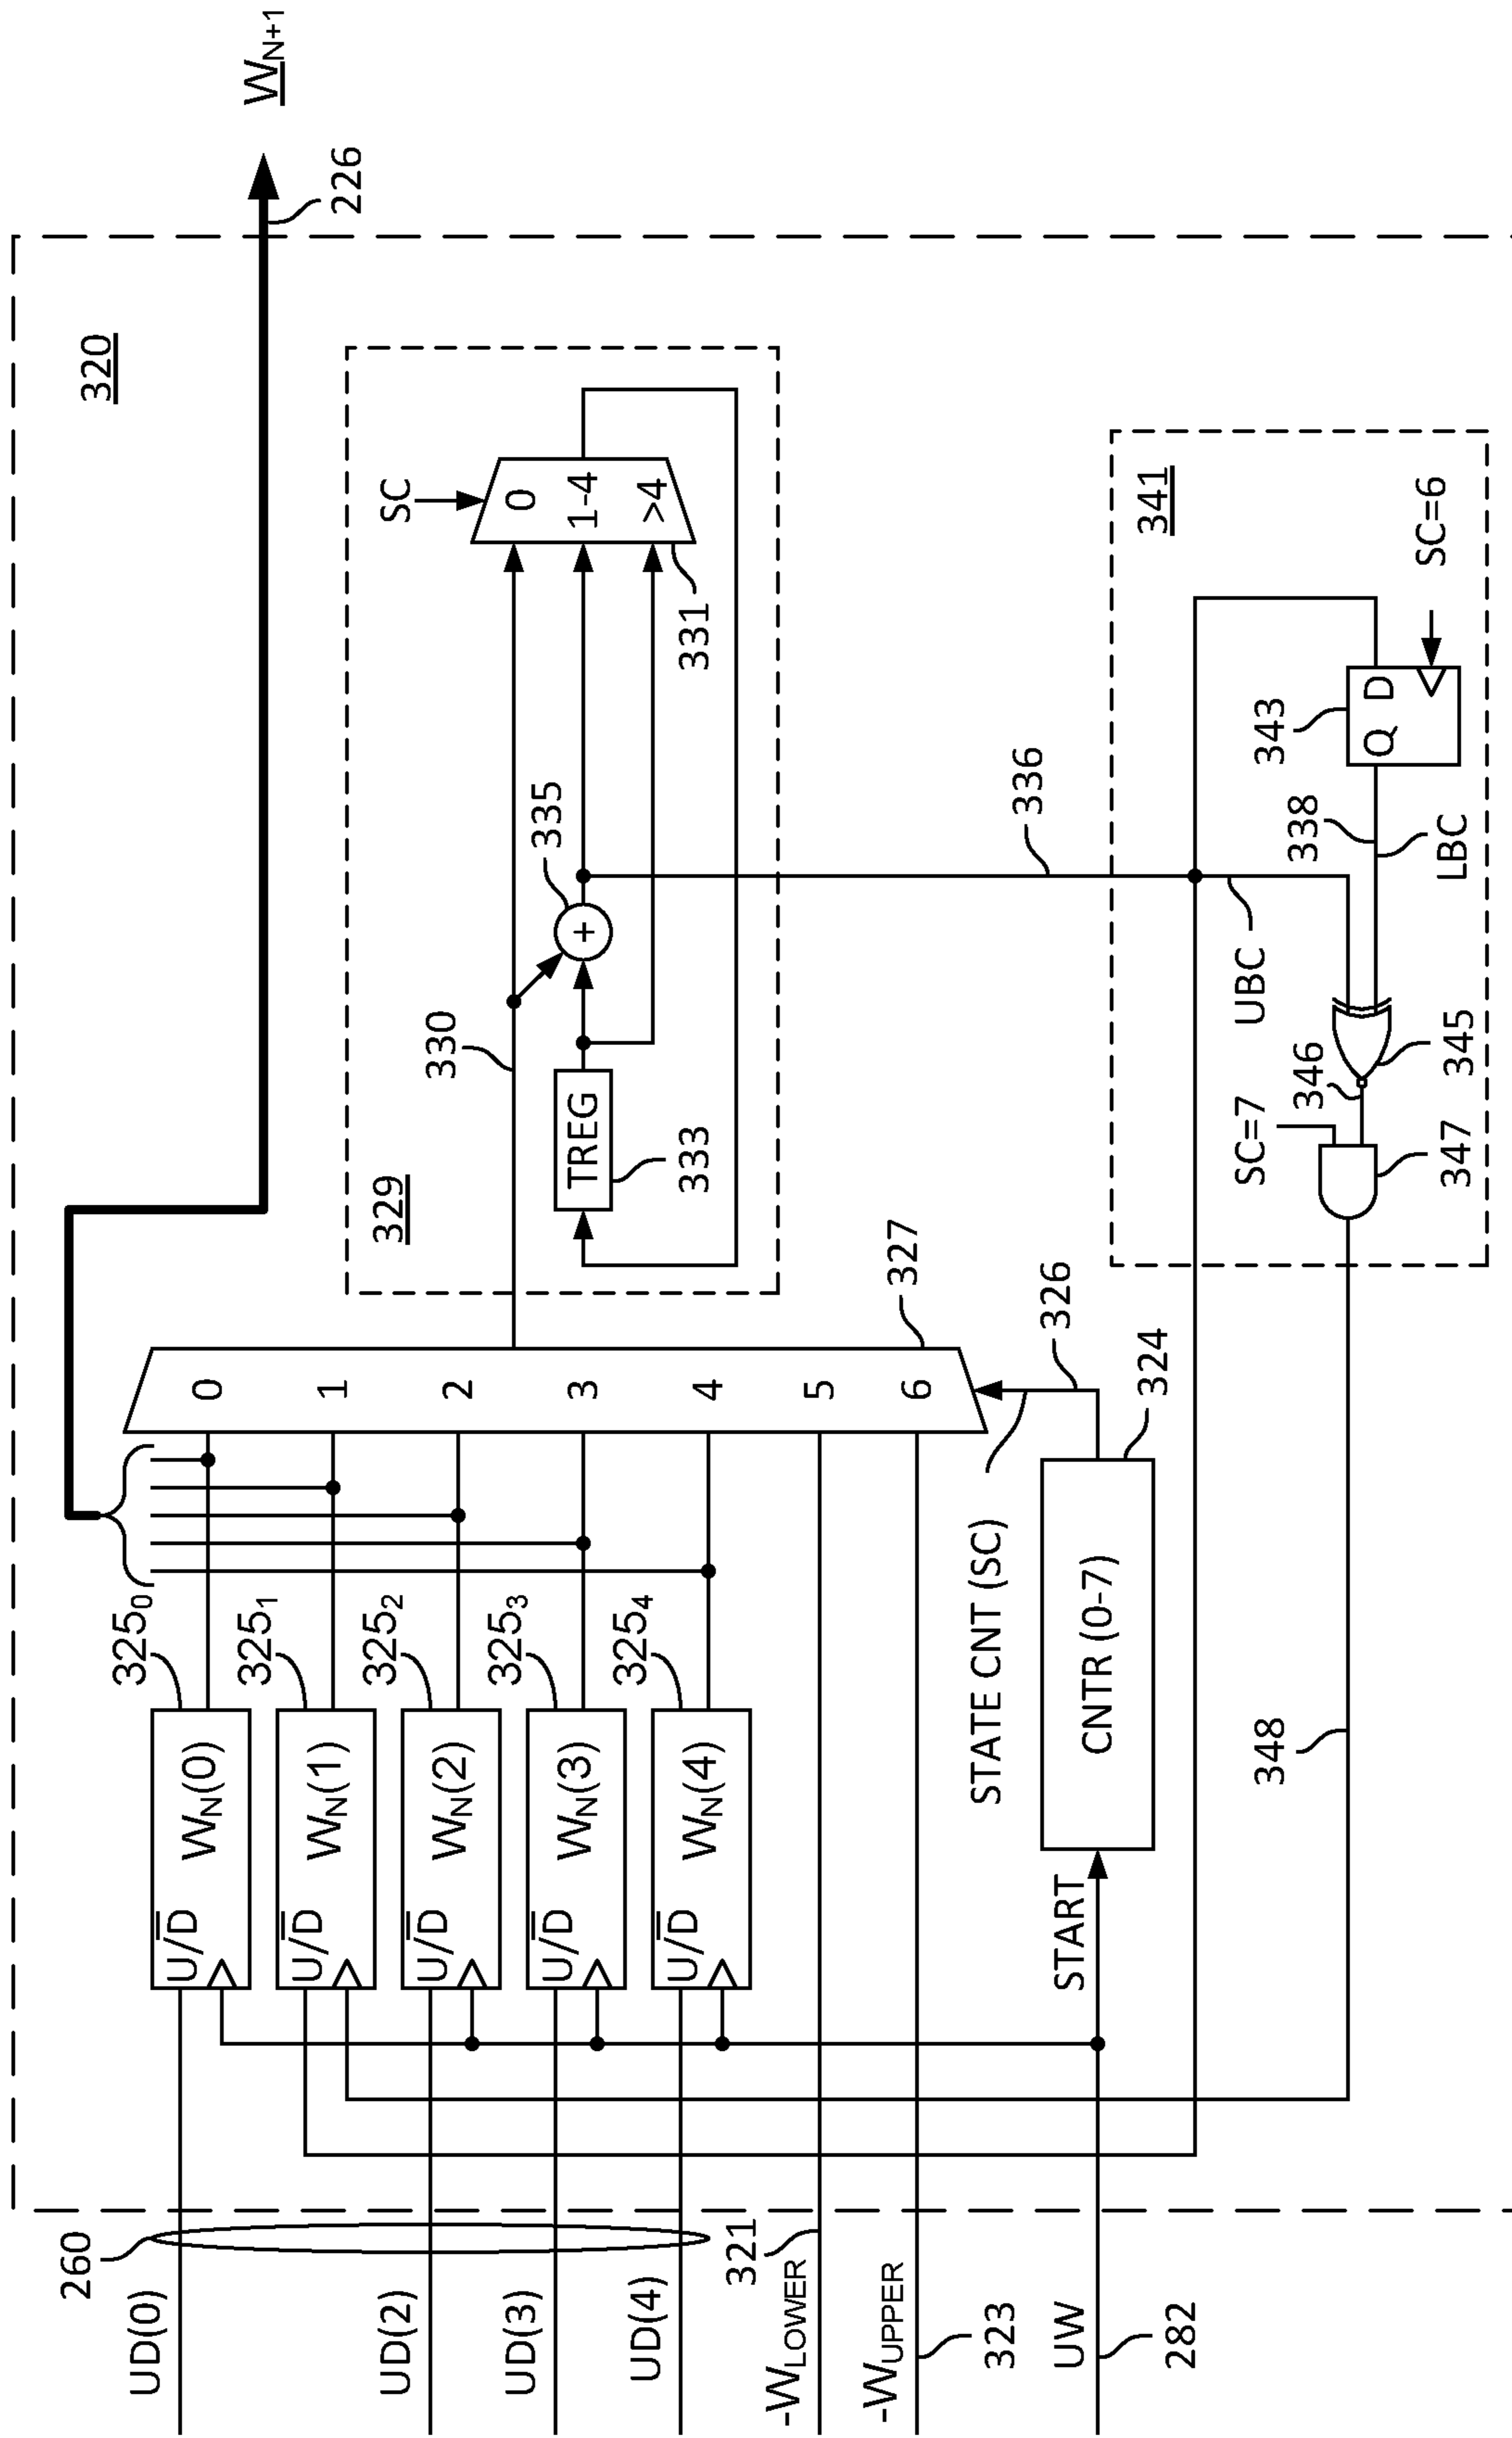 W_N+1
226
320
260
UD(0)
UD(2)
UD(3)
UD(4)
321
-W_LOWER
-W_UPPER
323
UW
282
325_0
U/D̅ W_N(0)
325_1
U/D̅ W_N(1)
325_2
U/D̅ W_N(2)
325_3
U/D̅ W_N(3)
325_4
U/D̅ W_N(4)
0
1
2
3
4
5
6
327
326
STATE CNT (SC)
START
CNTR (0-7)
324
329
330
TREG
333
+
335
SC
0
1-4
>4
331
336
341
UBC
338
LBC
343
Q D
SC=6
345
346
SC=7
347
348